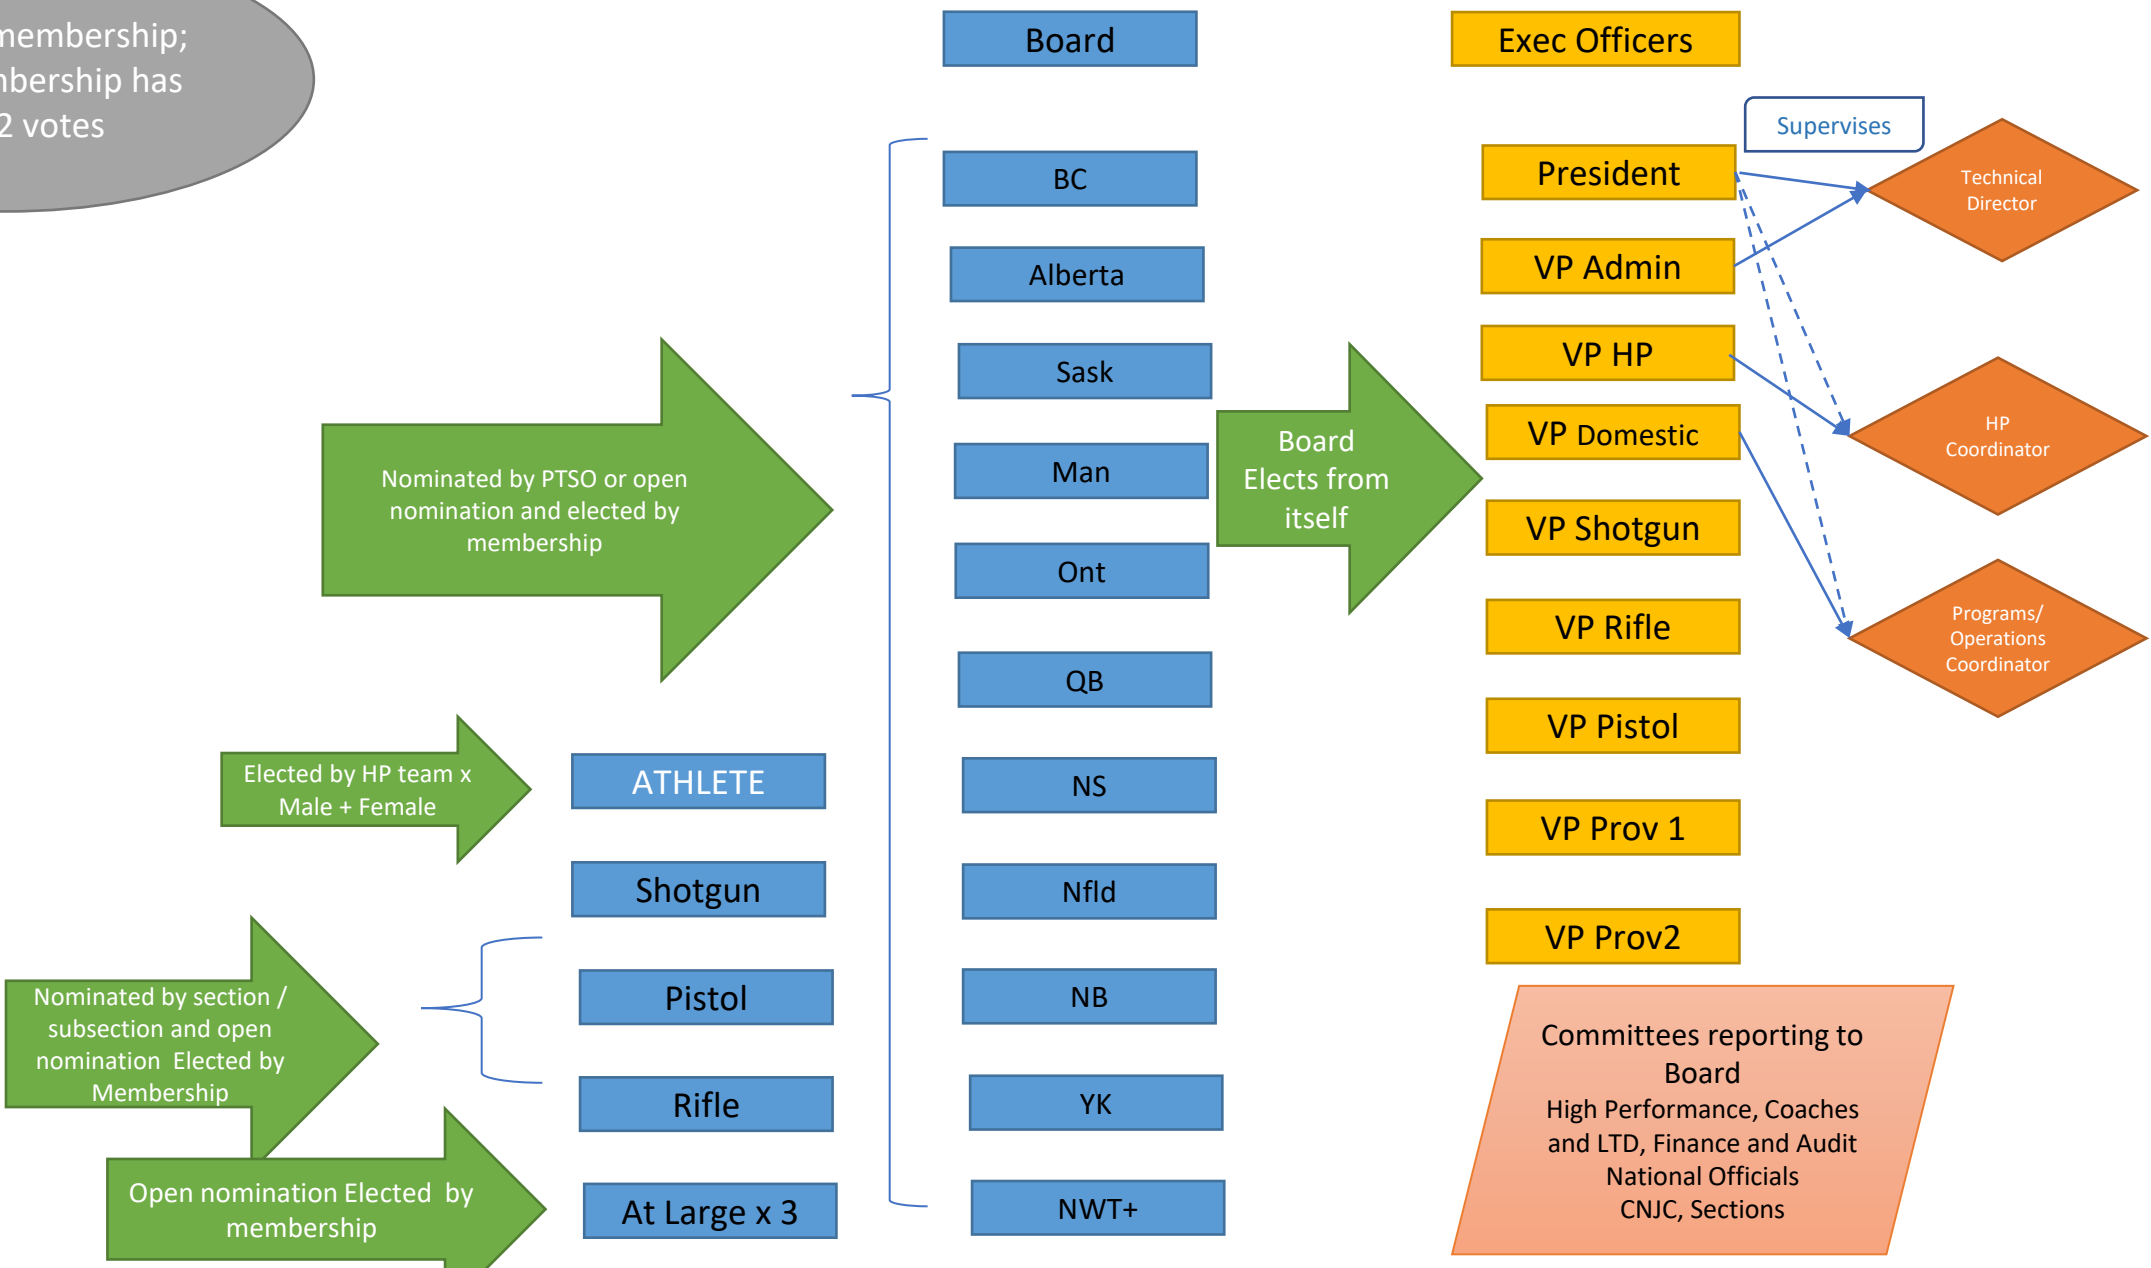 membership;
has
2 votes
Board
Exec Officers
Supervises
BC
Alberta
Sask
Man
Ont
QB
NS
Nfld
NB
YK
NWT+
President
VP Admin
VP HP
VP Domestic
VP Shotgun
VP Rifle
VP Pistol
VP Prov 1
VP Prov2
Technical
Director
HP
Coordinator
Programs/
Operations
Coordinator
Nominated by PTSO or open
nomination and elected by
membership
Board
Elects from
itself
Elected by HP team x
Male + Female
ATHLETE
Shotgun
Pistol
Rifle
At Large x 3
Nominated by section /
subsection and open
nomination Elected by
Membership
Open nomination Elected by
membership
Committees reporting to
Board
High Performance, Coaches
and LTD, Finance and Audit
National Officials
CNJC, Sections